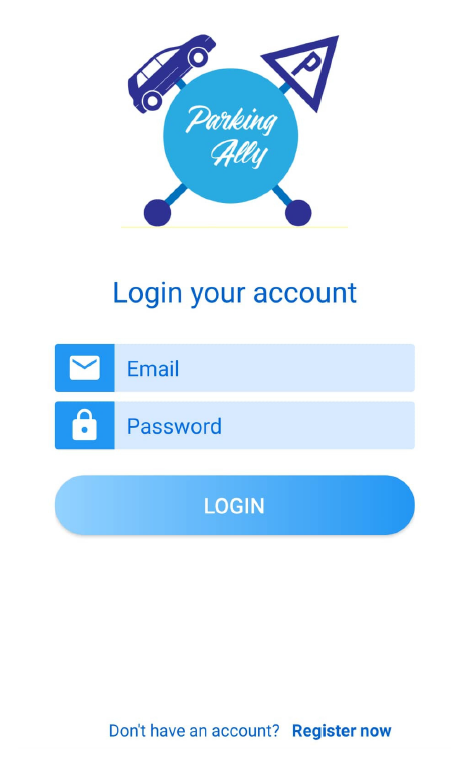 P
Parking
Ally
Login your account
Email
Password
LOGIN
Don't have an account? Register now